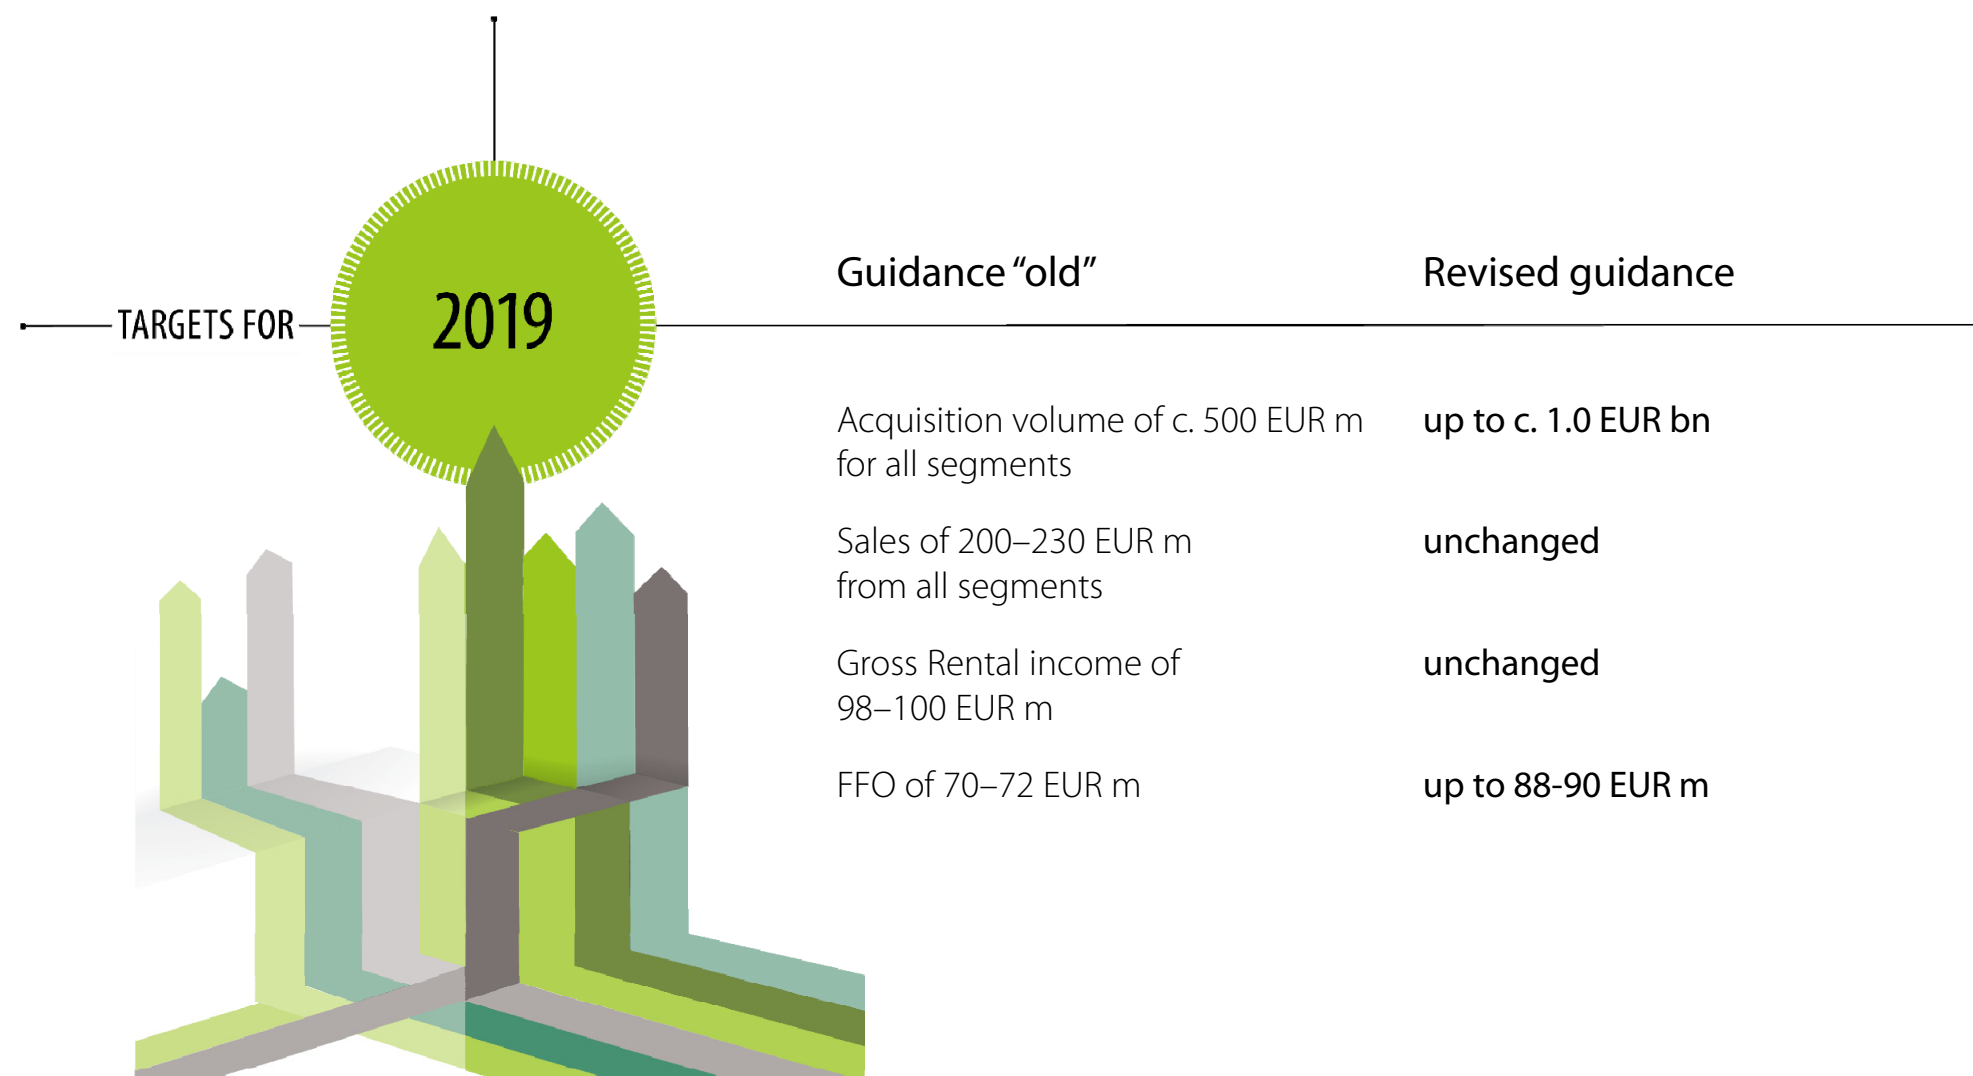 TARGETS FOR
2019
Guidance “old”
Revised guidance
Acquisition volume of c. 500 EUR m
for all segments
up to c. 1.0 EUR bn
Sales of 200–230 EUR m
from all segments
unchanged
Gross Rental income of
98–100 EUR m
unchanged
FFO of 70–72 EUR m
up to 88-90 EUR m